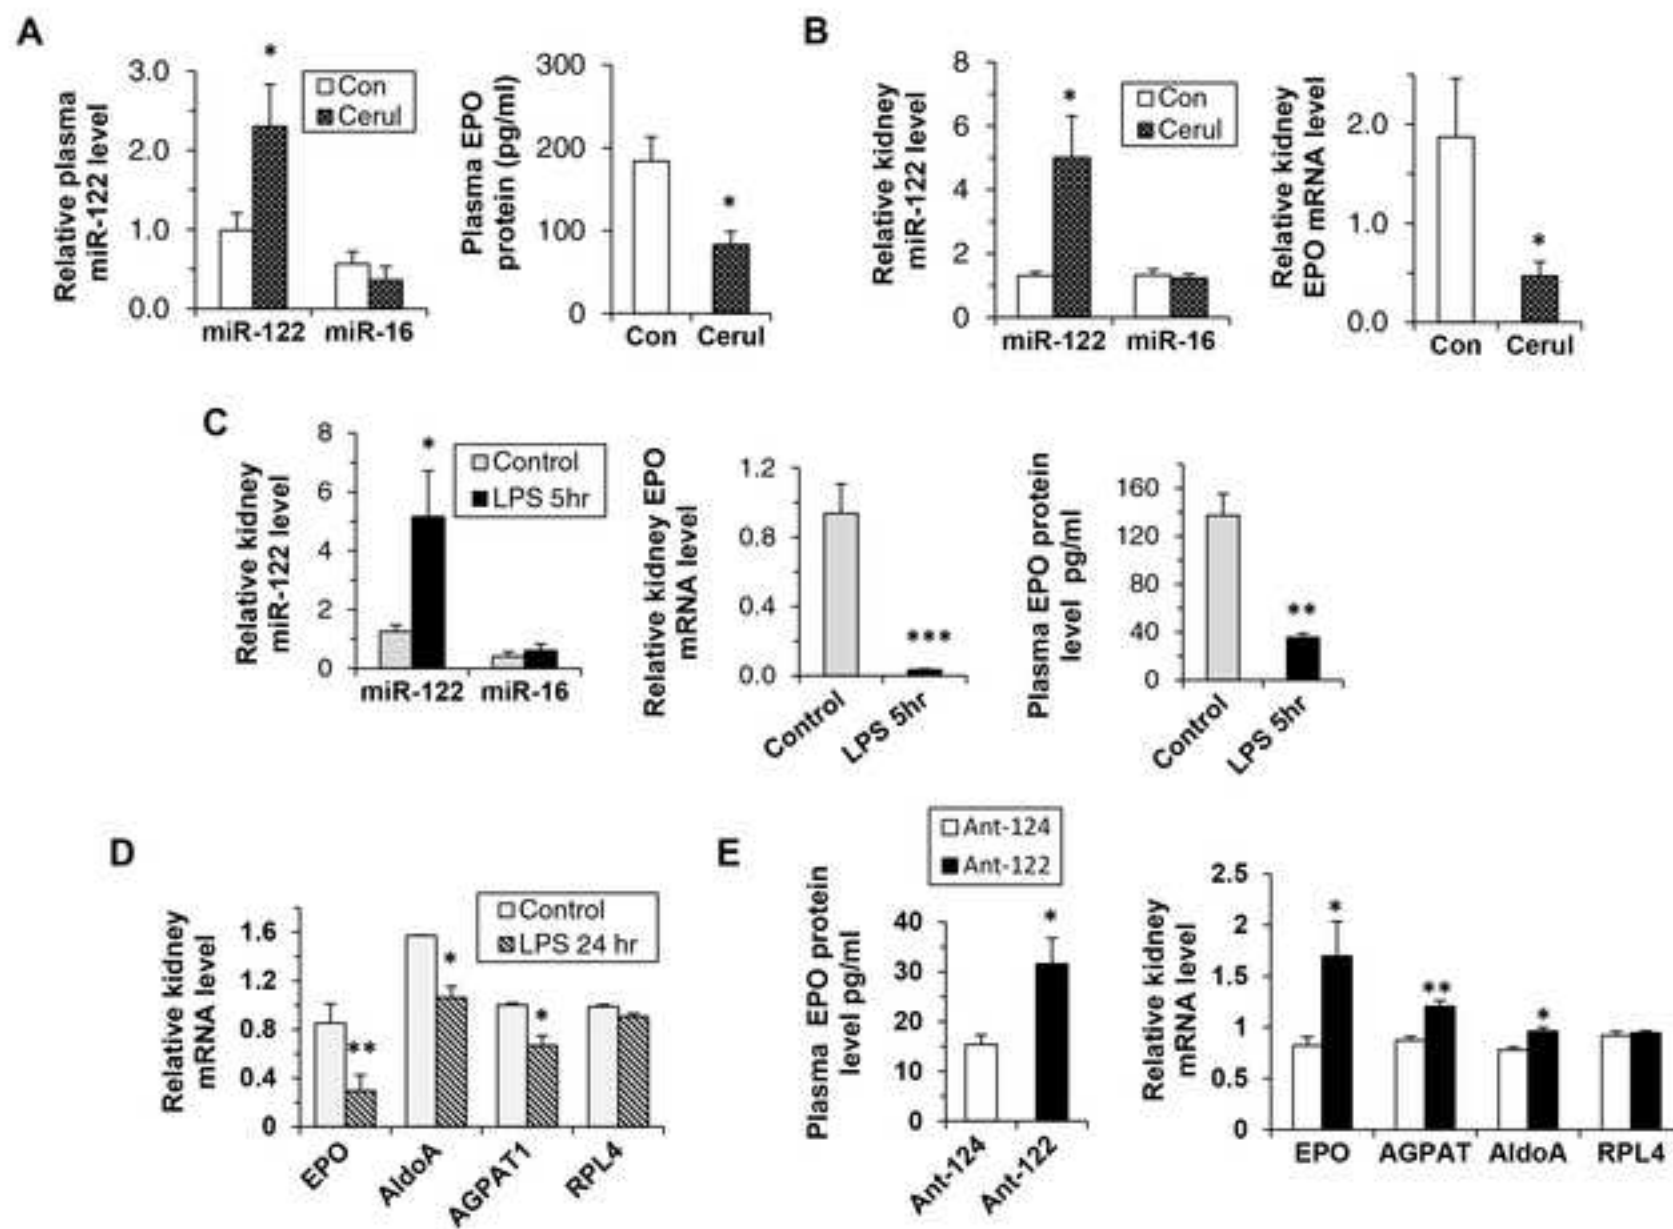 A
Relative plasma
miR-122 level
3.0
2.0
1.0
0.0
*
Con
Cerul
miR-122
miR-16
Plasma EPO
protein (pg/ml)
300
200
100
0
*
Con
Cerul
B
Relative kidney
miR-122 level
8
6
4
2
0
*
Con
Cerul
miR-122
miR-16
Relative kidney
EPO mRNA level
2.0
1.0
0.0
*
Con
Cerul
C
Relative kidney
miR-122 level
8
6
4
2
0
*
Control
LPS 5hr
miR-122
miR-16
Relative kidney EPO
mRNA level
1.2
0.8
0.4
0.0
***
Control
LPS 5hr
Plasma EPO protein
level pg/ml
160
120
80
40
0
**
Control
LPS 5hr
D
Relative kidney
mRNA level
1.6
1.2
0.8
0.4
0
Control
LPS 24 hr
**
*
*
EPO
AldoA
AGPAT1
RPL4
E
Ant-124
Ant-122
Plasma EPO protein
level pg/ml
40
30
20
10
0
*
Ant-124
Ant-122
Relative kidney
mRNA level
2.5
2
1.5
1
0.5
0
*
**
*
EPO
AGPAT
AldoA
RPL4